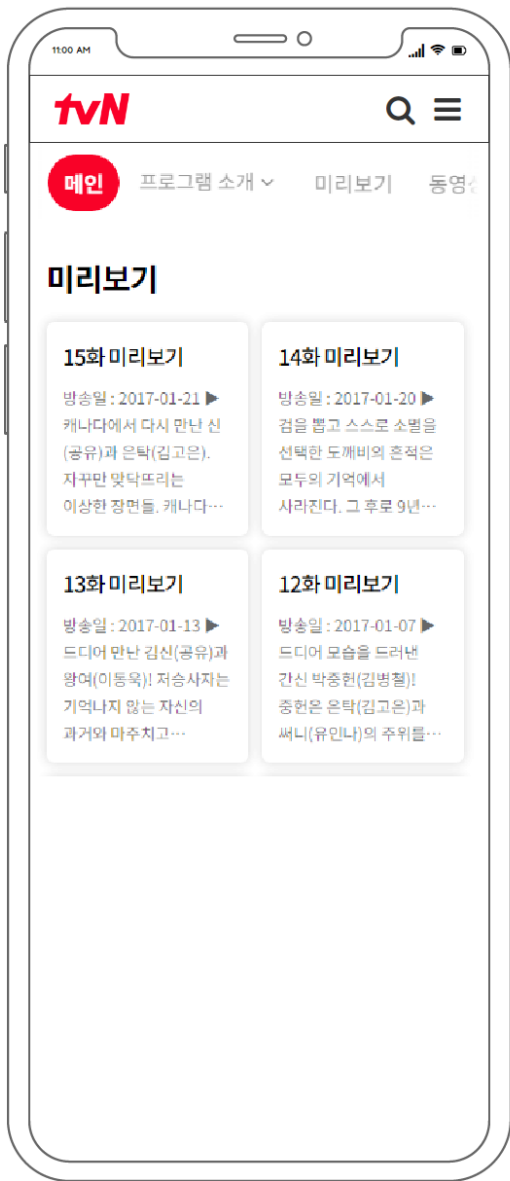 11:00 AM
tvN
메인 프로그램 소개 미리보기 동영
미리보기
15화 미리보기
방송일 : 2017-01-21 ▶
캐나다에서 다시 만난 신
(공유)과 은탁(김고은).
자꾸만 맞닥뜨리는
이상한 장면들. 캐나다…
14화 미리보기
방송일 : 2017-01-20 ▶
검을 뽑고 스스로 소멸을
선택한 도깨비의 흔적은
모두의 기억에서
사라진다. 그 후로 9년…
13화 미리보기
방송일 : 2017-01-13 ▶
드디어 만난 김신(공유)과
왕여(이동욱)! 저승사자는
기억나지 않는 자신의
과거와 마주치고…
12화 미리보기
방송일 : 2017-01-07 ▶
드디어 모습을 드러낸
간신 박중헌(김병철)!
중헌은 은탁(김고은)과
써니(유인나)의 주위를…